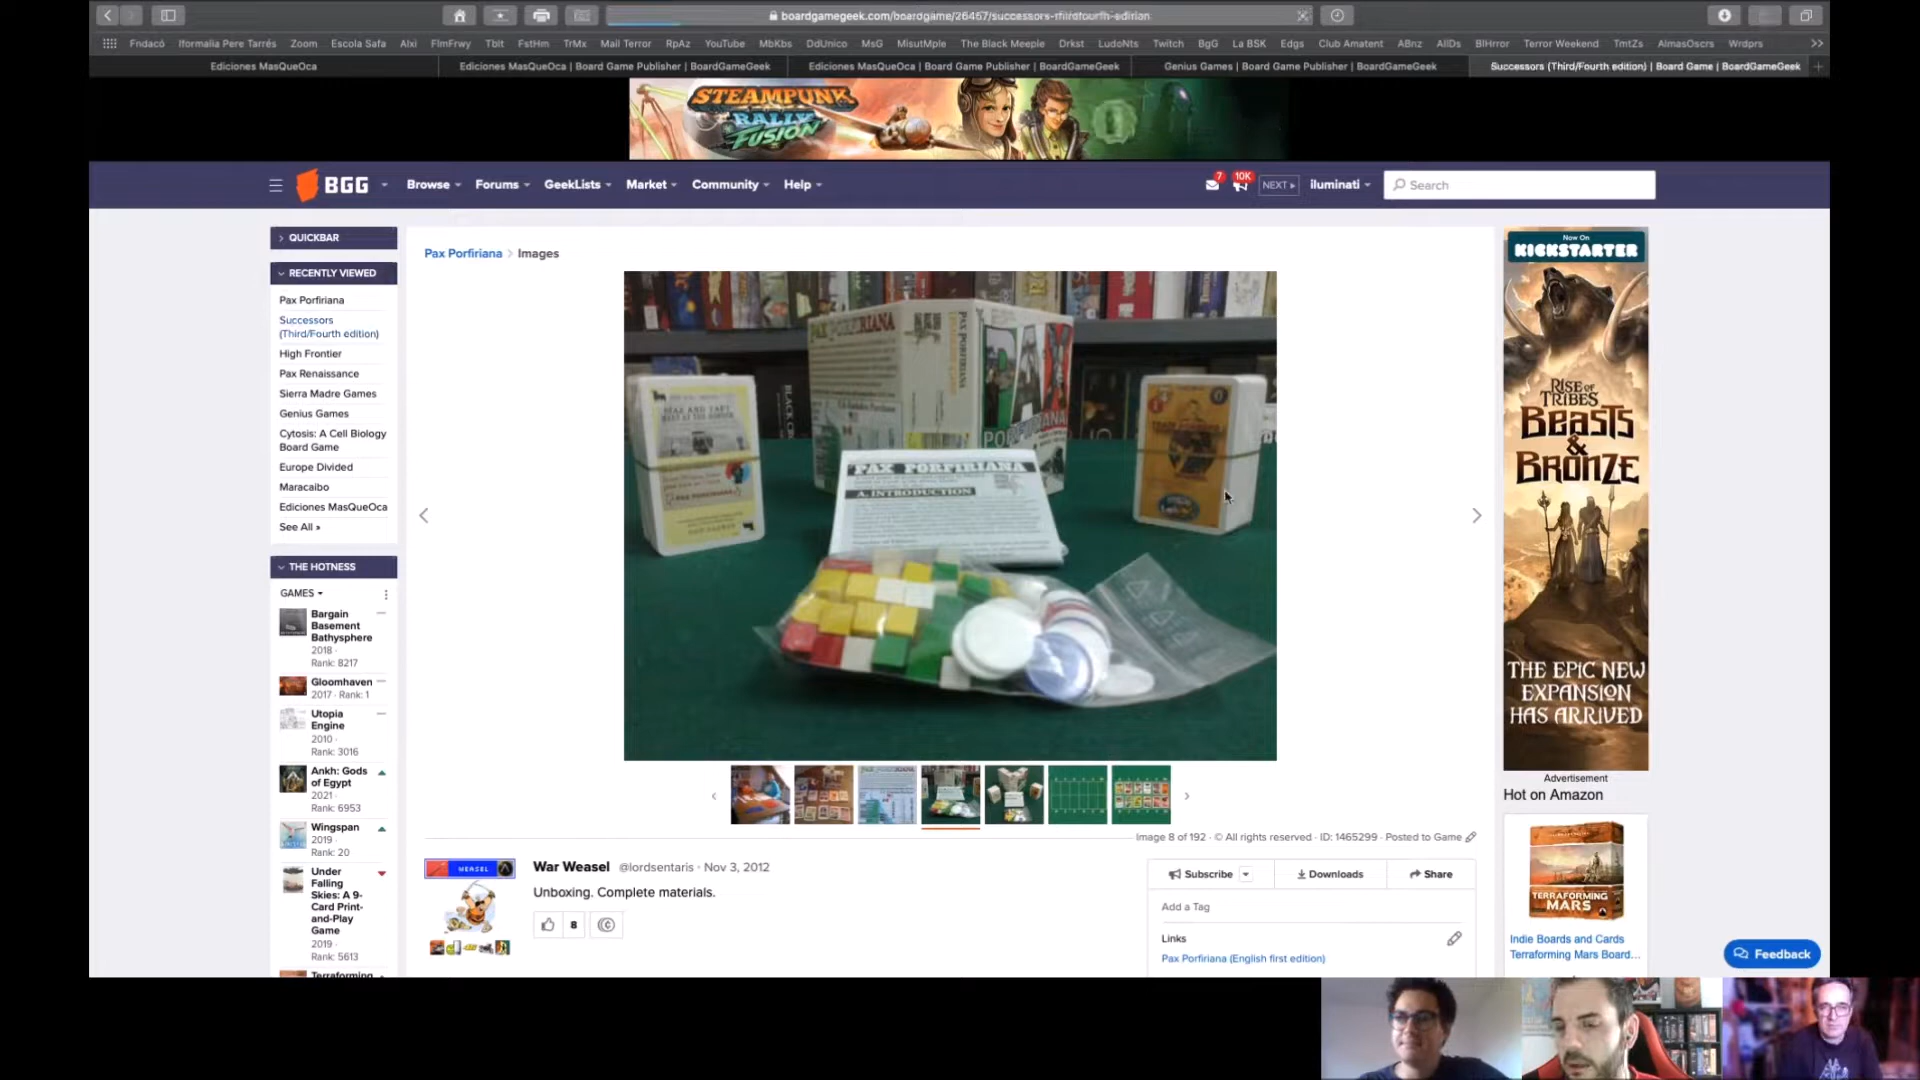 boardgamegeek.com/boardgame/26457/successors-third-fourth-edition
Fndació
Iformalia Pere Tarrés
Zoom
Escola Safa
Alxi
FlmFrwy
Tblt
FstHm
TrMx
Mail Terror
RpAz
YouTube
MbKbs
DdUnico
MsG
MisutMple
The Black Meeple
Drkst
LudoNts
Twitch
BgG
La BSK
Edgs
Club Amatent
ABnz
AllDs
BlHrror
Terror Weekend
TmtZs
AlmasOscrs
Wrdprs
Ediciones MasQueOca
Ediciones MasQueOca | Board Game Publisher | BoardGameGeek
Ediciones MasQueOca | Board Game Publisher | BoardGameGeek
Genius Games | Board Game Publisher | BoardGameGeek
Successors (Third/Fourth edition) | Board Game | BoardGameGeek
STEAMPUNK
RALLY
FUSION
BGG
Browse
Forums
GeekLists
Market
Community
Help
7
10K
NEXT
iluminati
Search
QUICKBAR
RECENTLY VIEWED
Pax Porfiriana
Successors
(Third/Fourth edition)
High Frontier
Pax Renaissance
Sierra Madre Games
Genius Games
Cytosis: A Cell Biology
Board Game
Europe Divided
Maracaibo
Ediciones MasQueOca
See All »
THE HOTNESS
GAMES
Bargain
Basement
Bathysphere
2018 ·
Rank: 8217
Gloomhaven
2017 · Rank: 1
Utopia
Engine
2010 ·
Rank: 3016
Ankh: Gods
of Egypt
2021 ·
Rank: 6953
Wingspan
2019 ·
Rank: 20
Under
Falling
Skies: A 9-
Card Print-
and-Play
Game
2019 ·
Rank: 5613
Terraforming
Pax Porfiriana > Images
PAX PORFIRIANA
PAX PORFIRIANA
A. INTRODUCTION
Image 8 of 192 · © All rights reserved · ID: 1465299 · Posted to Game
WEASEL
War Weasel @lordsentaris · Nov 3, 2012
Unboxing. Complete materials.
8
Subscribe
Downloads
Share
Add a Tag
Links
Pax Porfiriana (English first edition)
Now On
KICKSTARTER
RISE OF
TRIBES
BEASTS
&
BRONZE
THE EPIC NEW
EXPANSION
HAS ARRIVED
Advertisement
Hot on Amazon
TERRAFORMING
MARS
Indie Boards and Cards
Terraforming Mars Board...
Feedback